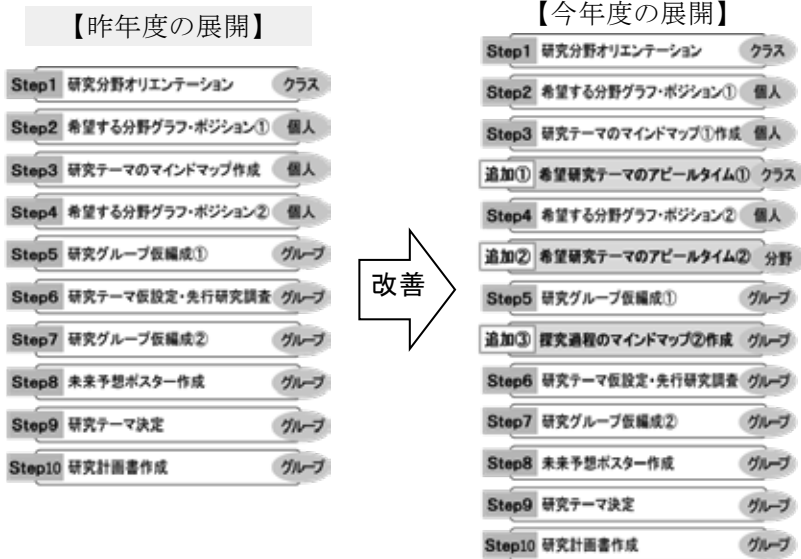 【昨年度の展開】
Step1 研究分野オリエンテーション クラス
Step2 希望する分野グラフ・ポジション① 個人
Step3 研究テーマのマインドマップ作成 個人
Step4 希望する分野グラフ・ポジション② 個人
Step5 研究グループ仮編成① グループ
Step6 研究テーマ仮設定・先行研究調査 グループ
Step7 研究グループ仮編成② グループ
Step8 未来予想ポスター作成 グループ
Step9 研究テーマ決定 グループ
Step10 研究計画書作成 グループ
改善
【今年度の展開】
Step1 研究分野オリエンテーション クラス
Step2 希望する分野グラフ・ポジション① 個人
Step3 研究テーマのマインドマップ①作成 個人
追加① 希望研究テーマのアピールタイム① クラス
Step4 希望する分野グラフ・ポジション② 個人
追加② 希望研究テーマのアピールタイム② 分野
Step5 研究グループ仮編成① グループ
追加③ 探究過程のマインドマップ②作成 グループ
Step6 研究テーマ仮設定・先行研究調査 グループ
Step7 研究グループ仮編成② グループ
Step8 未来予想ポスター作成 グループ
Step9 研究テーマ決定 グループ
Step10 研究計画書作成 グループ